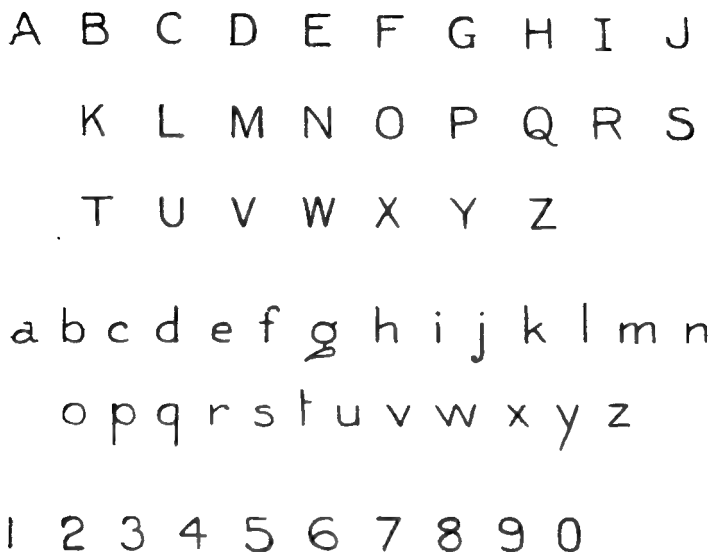 A B C D E F G H I J
K L M N O P Q R S
T U V W X Y Z
a b c d e f g h i j k l m n
o p q r s t u v w x y z
1 2 3 4 5 6 7 8 9 0